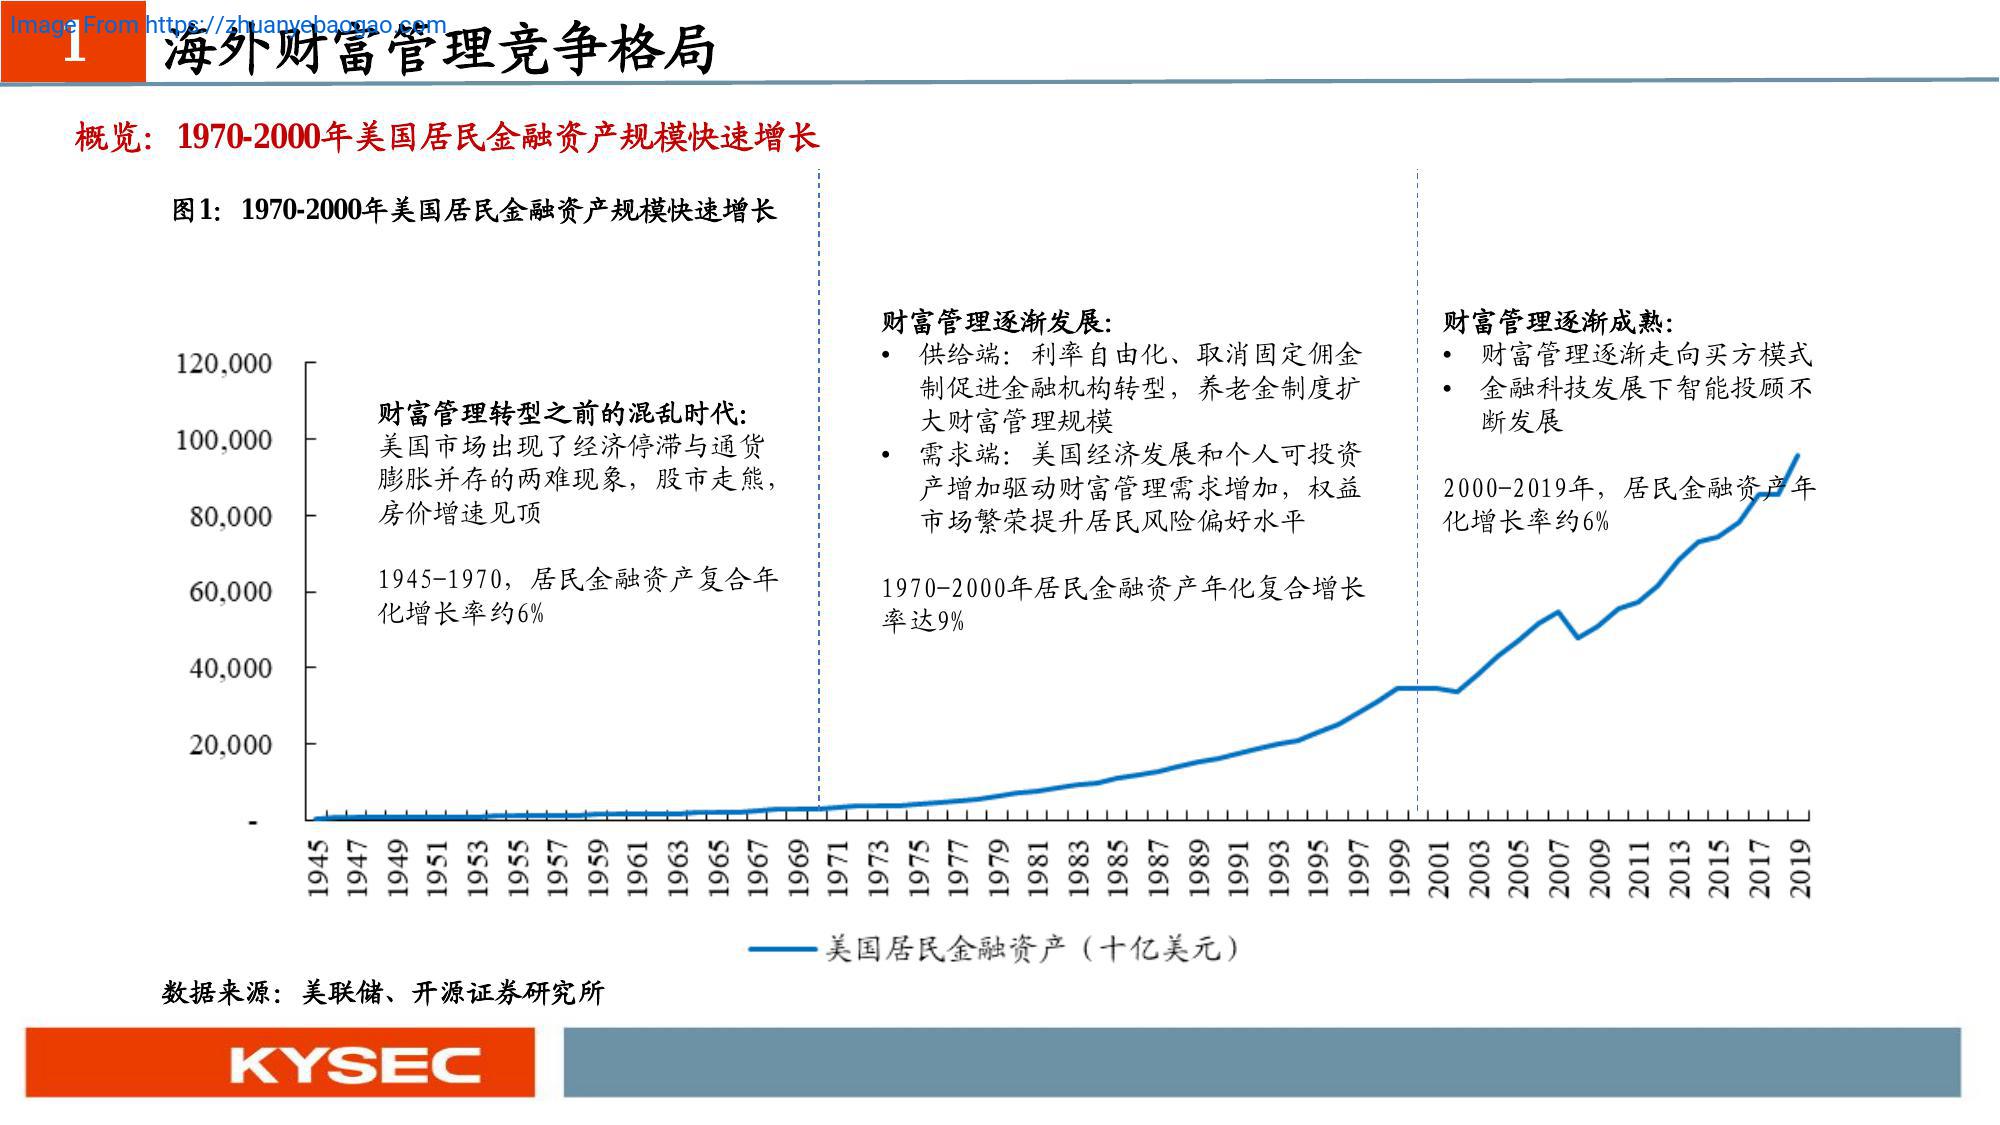 Image From https://zhuanyebaogao.com
1
海外财富管理竞争格局
概览：1970-2000年美国居民金融资产规模快速增长
图1：1970-2000年美国居民金融资产规模快速增长
财富管理转型之前的混乱时代：
美国市场出现了经济停滞与通货
膨胀并存的两难现象，股市走熊，
房价增速见顶
1945-1970，居民金融资产复合年
化增长率约6%
财富管理逐渐发展：
• 供给端：利率自由化、取消固定佣金
制促进金融机构转型，养老金制度扩
大财富管理规模
• 需求端：美国经济发展和个人可投资
产增加驱动财富管理需求增加，权益
市场繁荣提升居民风险偏好水平
1970-2000年居民金融资产年化复合增长
率达9%
财富管理逐渐成熟：
• 财富管理逐渐走向买方模式
• 金融科技发展下智能投顾不
断发展
2000-2019年，居民金融资产年
化增长率约6%
120,000
100,000
80,000
60,000
40,000
20,000
-
1945 1947 1949 1951 1953 1955 1957 1959 1961 1963 1965 1967 1969 1971 1973 1975 1977 1979 1981 1983 1985 1987 1989 1991 1993 1995 1997 1999 2001 2003 2005 2007 2009 2011 2013 2015 2017 2019
美国居民金融资产（十亿美元）
数据来源：美联储、开源证券研究所
KYSEC